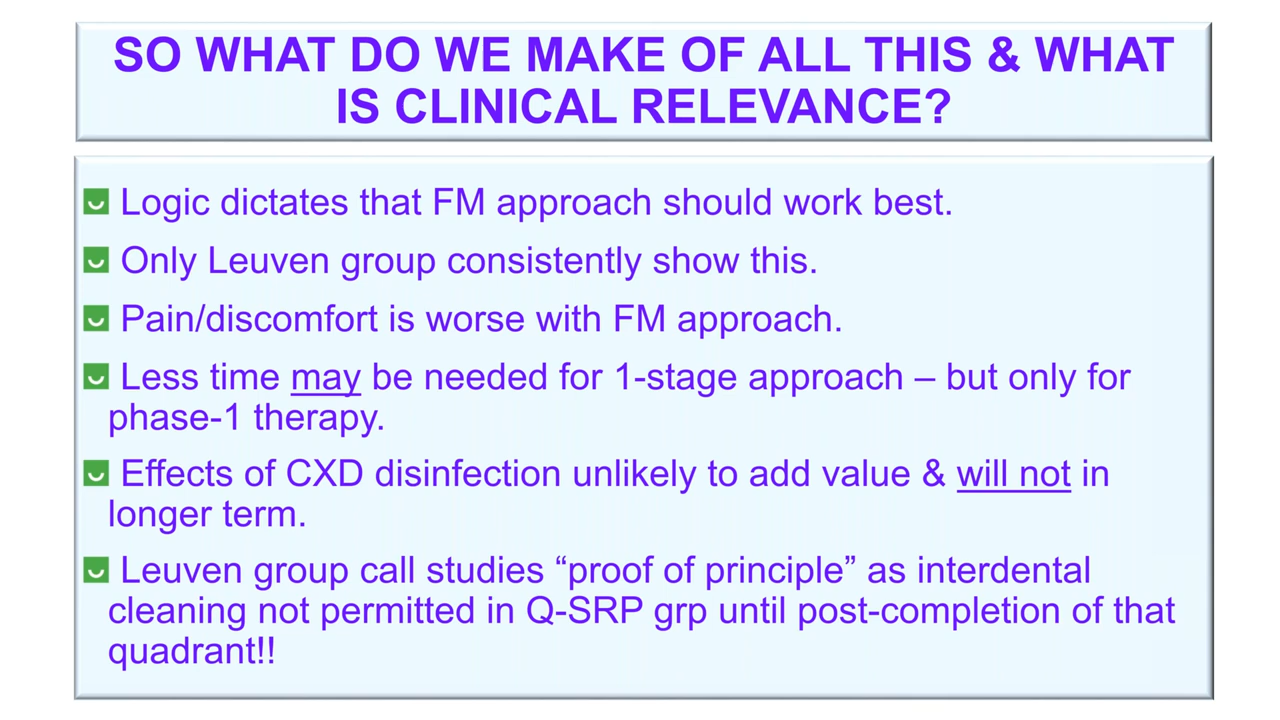 SO WHAT DO WE MAKE OF ALL THIS & WHAT
IS CLINICAL RELEVANCE?
Logic dictates that FM approach should work best.
Only Leuven group consistently show this.
Pain/discomfort is worse with FM approach.
Less time may be needed for 1-stage approach – but only for
phase-1 therapy.
Effects of CXD disinfection unlikely to add value & will not in
longer term.
Leuven group call studies “proof of principle” as interdental
cleaning not permitted in Q-SRP grp until post-completion of that
quadrant!!